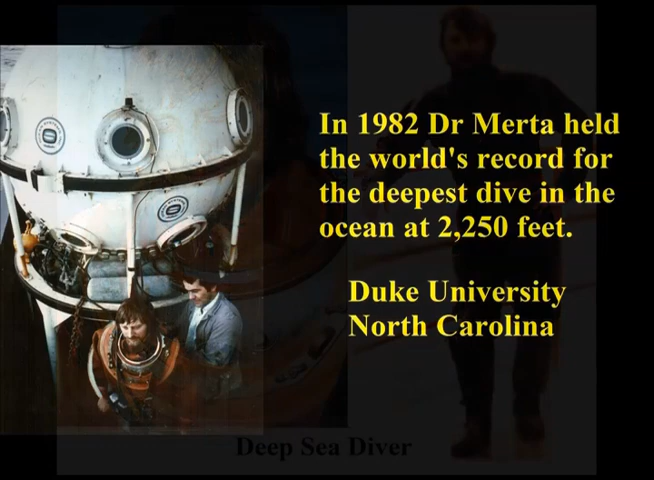 In 1982 Dr Merta held
the world's record for
the deepest dive in the
ocean at 2,250 feet.
Duke University
North Carolina
Deep Sea Diver